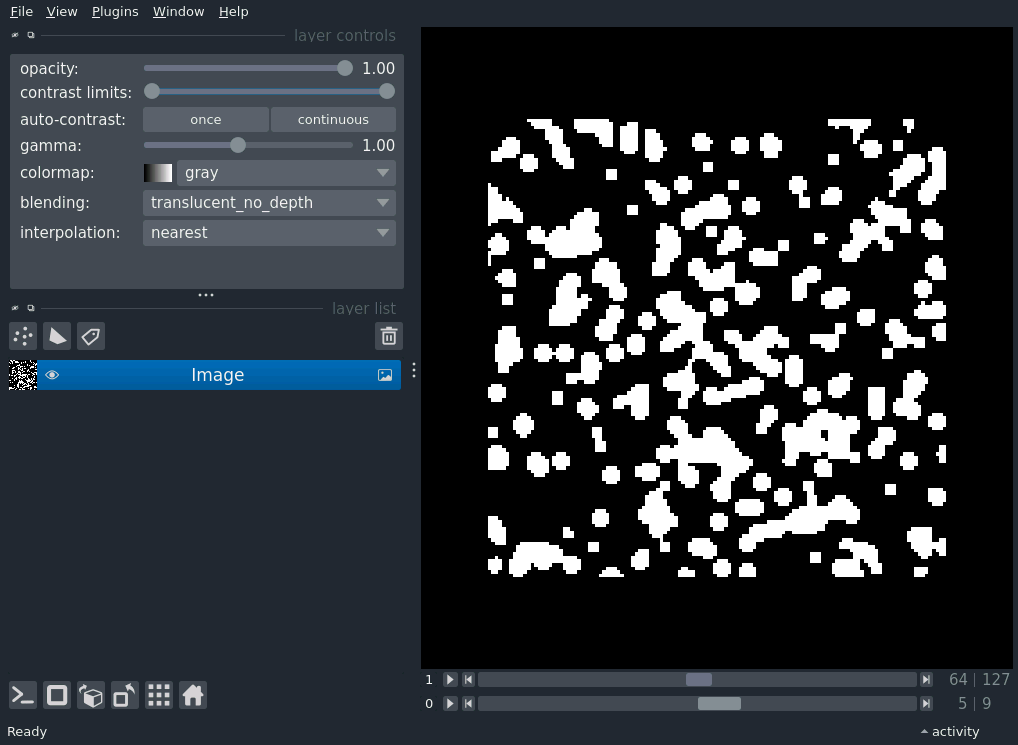 File View Plugins Window Help
layer controls
opacity: 1.00
contrast limits:
auto-contrast: once continuous
gamma: 1.00
colormap: gray
blending: translucent_no_depth
interpolation: nearest
layer list
Image
1 64 | 127
0 5 | 9
Ready activity